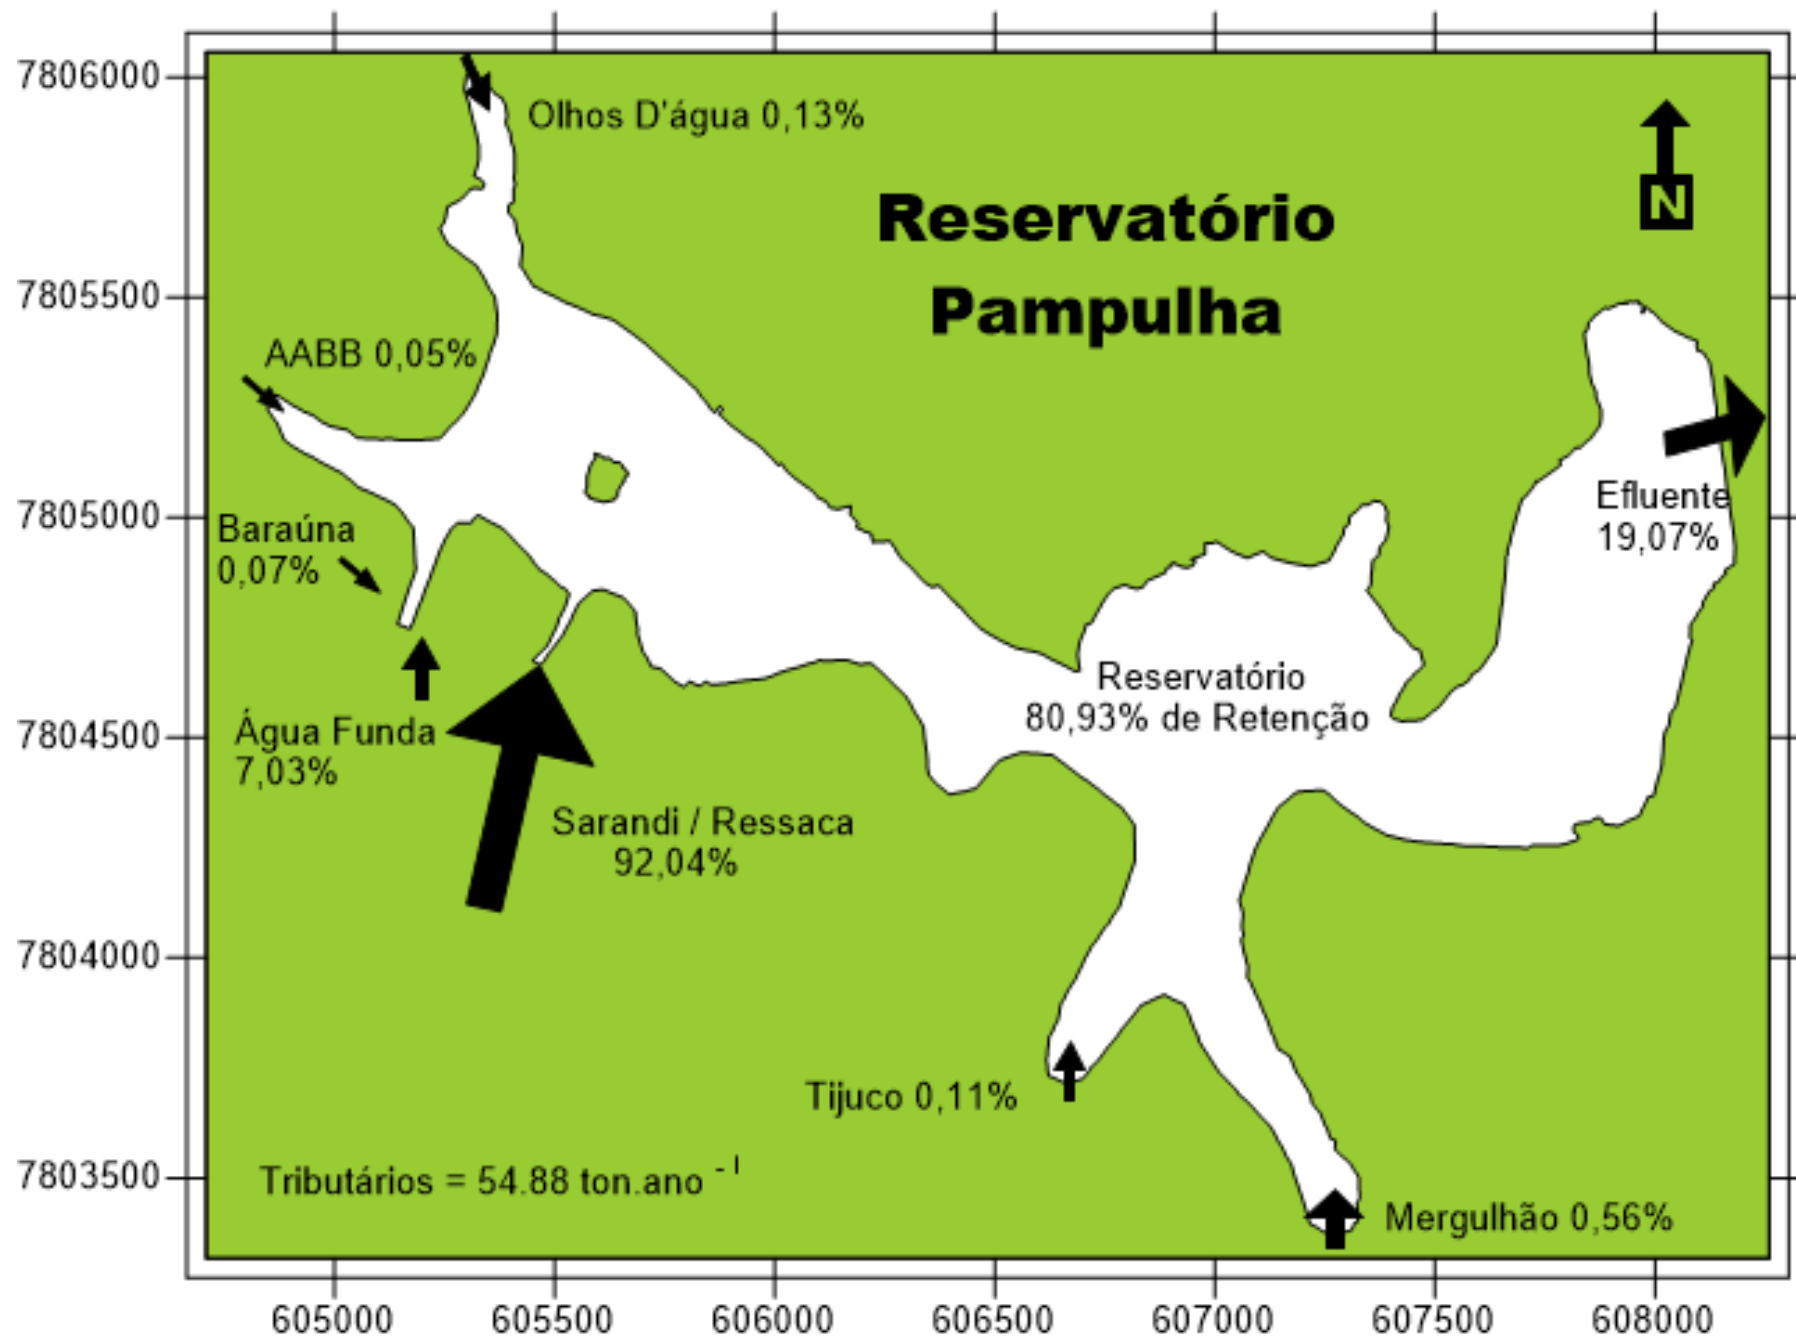 7806000
Olhos D'água 0,13%
N
Reservatório
Pampulha
7805500
AABB 0,05%
7805000
Efluente
19,07%
Baraúna
0,07%
Reservatório
80,93% de Retenção
7804500
Água Funda
7,03%
Sarandi / Ressaca
92,04%
7804000
Tijuco 0,11%
7803500
Tributários = 54.88 ton.ano -1
Mergulhão 0,56%
605000 605500 606000 606500 607000 607500 608000